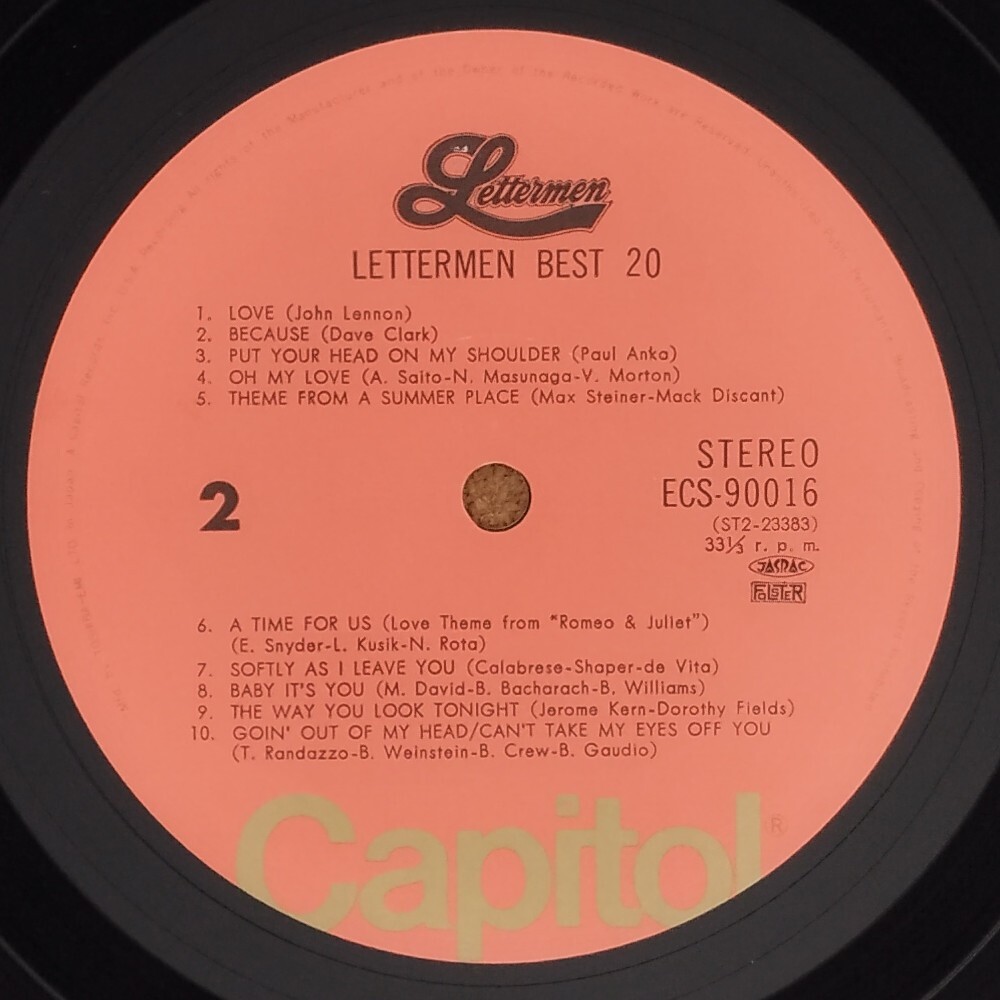 Lettermen
LETTERMEN BEST 20
1. LOVE (John Lennon)
2. BECAUSE (Dave Clark)
3. PUT YOUR HEAD ON MY SHOULDER (Paul Anka)
4. OH MY LOVE (A. Saito-N. Masunaga-V. Morton)
5. THEME FROM A SUMMER PLACE (Max Steiner-Mack Discant)
STEREO
2
ECS-90016
(ST2-23383)
33⅓ r. p. m.
JASRAC
FOLSTER
6. A TIME FOR US (Love Theme from "Romeo & Juliet")
(E. Snyder-L. Kusik-N. Rota)
7. SOFTLY AS I LEAVE YOU (Calabrese-Shaper-de Vita)
8. BABY IT'S YOU (M. David-B. Bacharach-B. Williams)
9. THE WAY YOU LOOK TONIGHT (Jerome Kern-Dorothy Fields)
10. GOIN' OUT OF MY HEAD/CAN'T TAKE MY EYES OFF YOU
(T. Randazzo-B. Weinstein-B. Crew-B. Gaudio)
Capitol ®